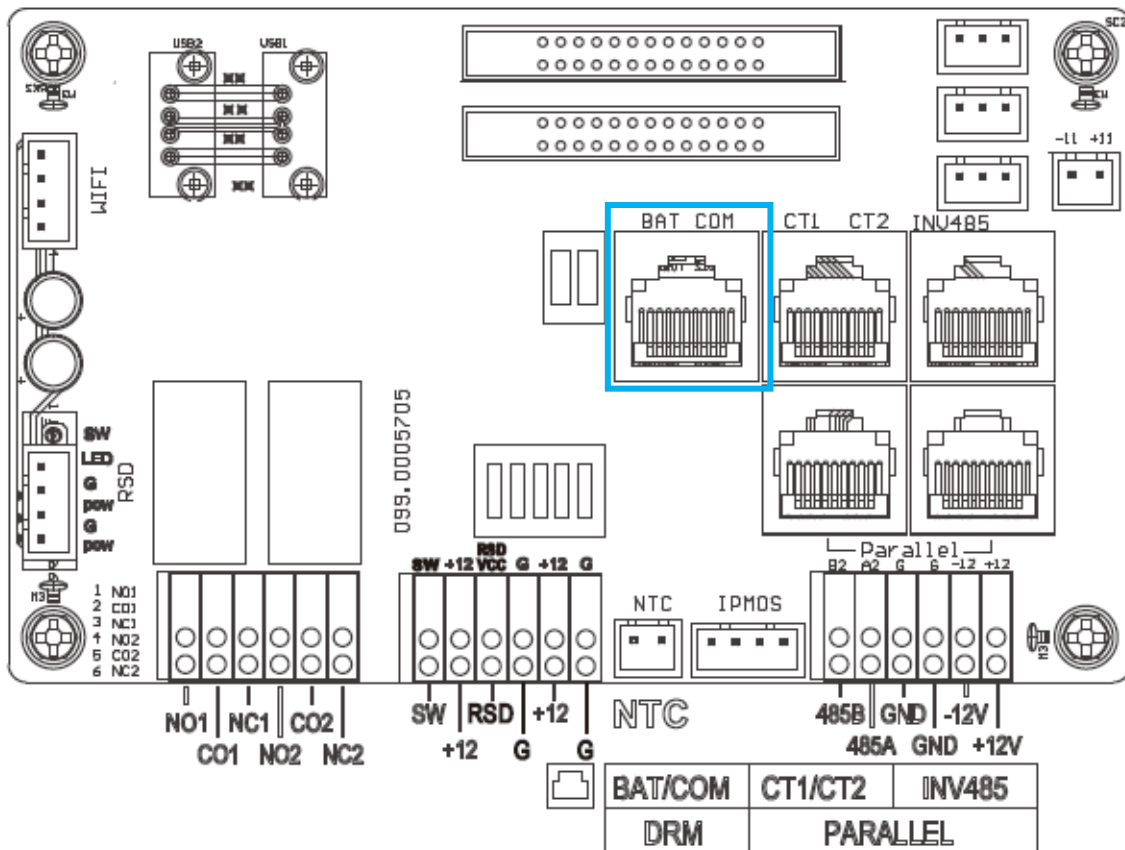 USB2 USB1
SC2
WIFI
-11 +11
BAT COM CT1 CT2 INV485
099.0005705
SW
LED
G
pow
G
pow
RSD
Parallel
B2 A2 G G -12 +12
SW +12 RSD VCC G +12 G
NTC IPMOS
M3
M3
1 NO1
2 CO1
3 NC1
4 NO2
5 CO2
6 NC2
NO1 CO1 NC1 NO2 CO2 NC2
SW +12 RSD G +12 G
NTC
485B 485A GND GND -12V +12V
BAT/COM CT1/CT2 INV485
DRM PARALLEL